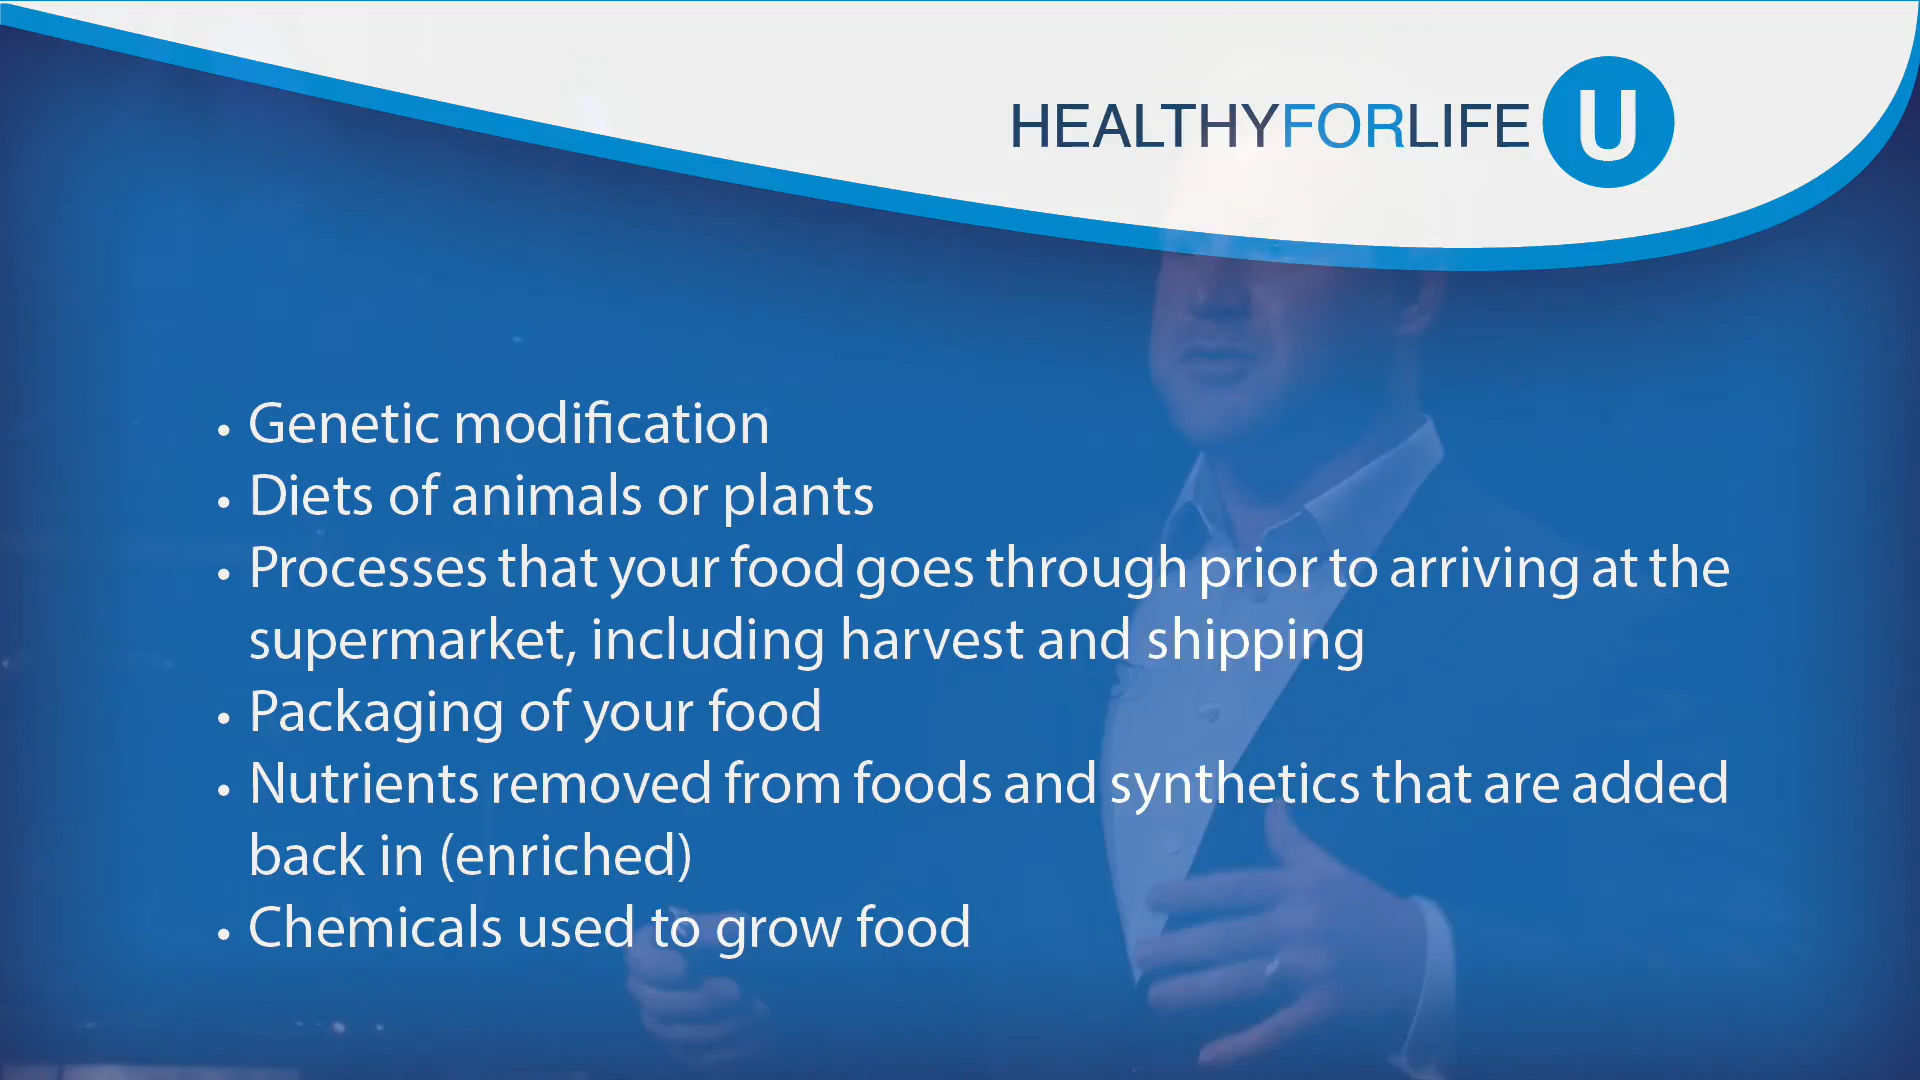 HEALTHYFORLIFE U
• Genetic modification
• Diets of animals or plants
• Processes that your food goes through prior to arriving at the
supermarket, including harvest and shipping
• Packaging of your food
• Nutrients removed from foods and synthetics that are added
back in (enriched)
• Chemicals used to grow food